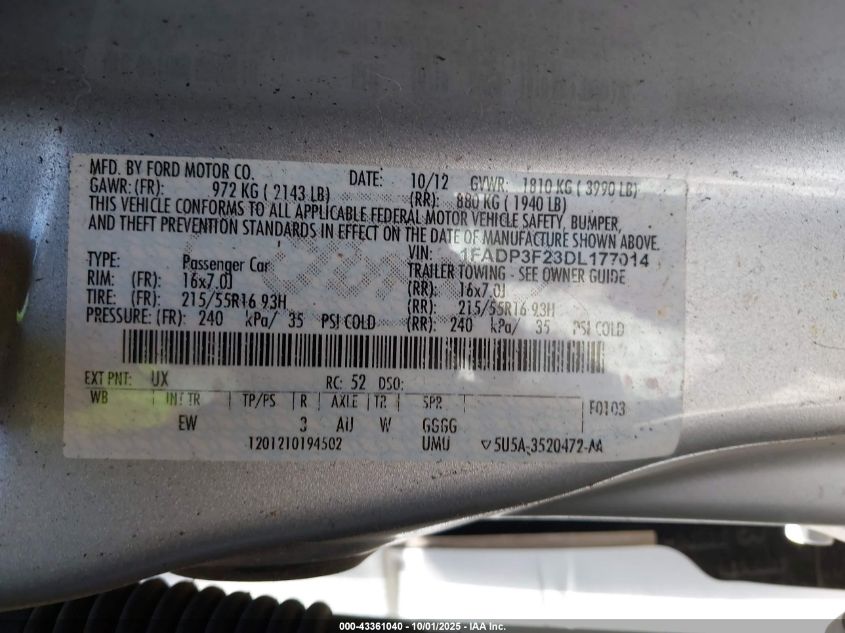 MFD. BY FORD MOTOR CO. DATE: 10/12 GVWR: 1810 KG ( 3990 LB)
GAWR: (FR): 972 KG ( 2143 LB) (RR): 880 KG ( 1940 LB)
THIS VEHICLE CONFORMS TO ALL APPLICABLE FEDERAL MOTOR VEHICLE SAFETY, BUMPER,
AND THEFT PREVENTION STANDARDS IN EFFECT ON THE DATE OF MANUFACTURE SHOWN ABOVE.
VIN: 1FADP3F23DL177014
TYPE: Passenger Car TRAILER TOWING - SEE OWNER GUIDE
RIM: (FR): 16x7.0J (RR): 16x7.0J
TIRE: (FR): 215/55R16 93H (RR): 215/55R16 93H
PRESSURE: (FR): 240 kPa/ 35 PSI COLD (RR): 240 kPa/ 35 PSI COLD
EXT PNT: UX RC: 52 DSO:
WB INT TR TP/PS R AXLE TR SPR F0103
EW 3 AU W GGGG
1201210194502 UMU 5U5A-3520472-AA
000-43361040 - 10/01/2025 - IAA Inc.